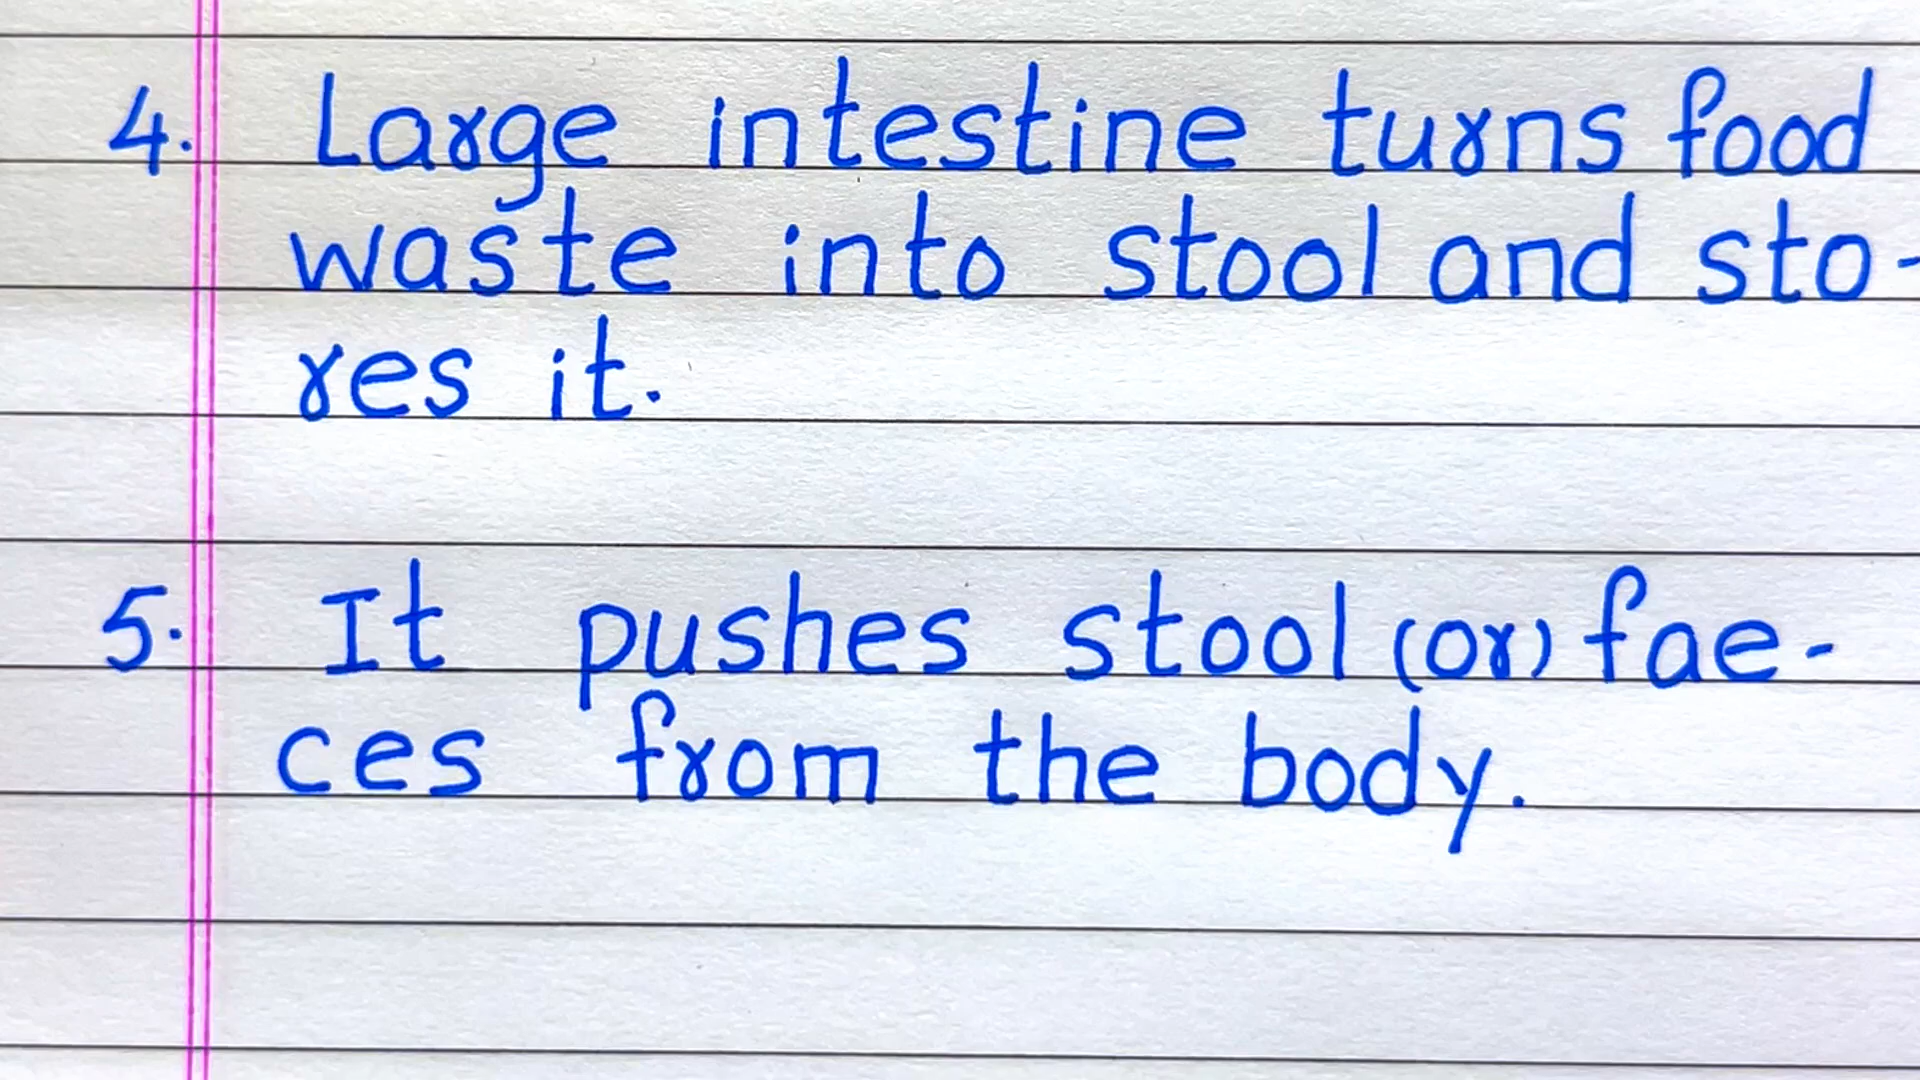 4. Large intestine turns food
waste into stool and sto-
res it.
5. It pushes stool (or) fae-
ces from the body.